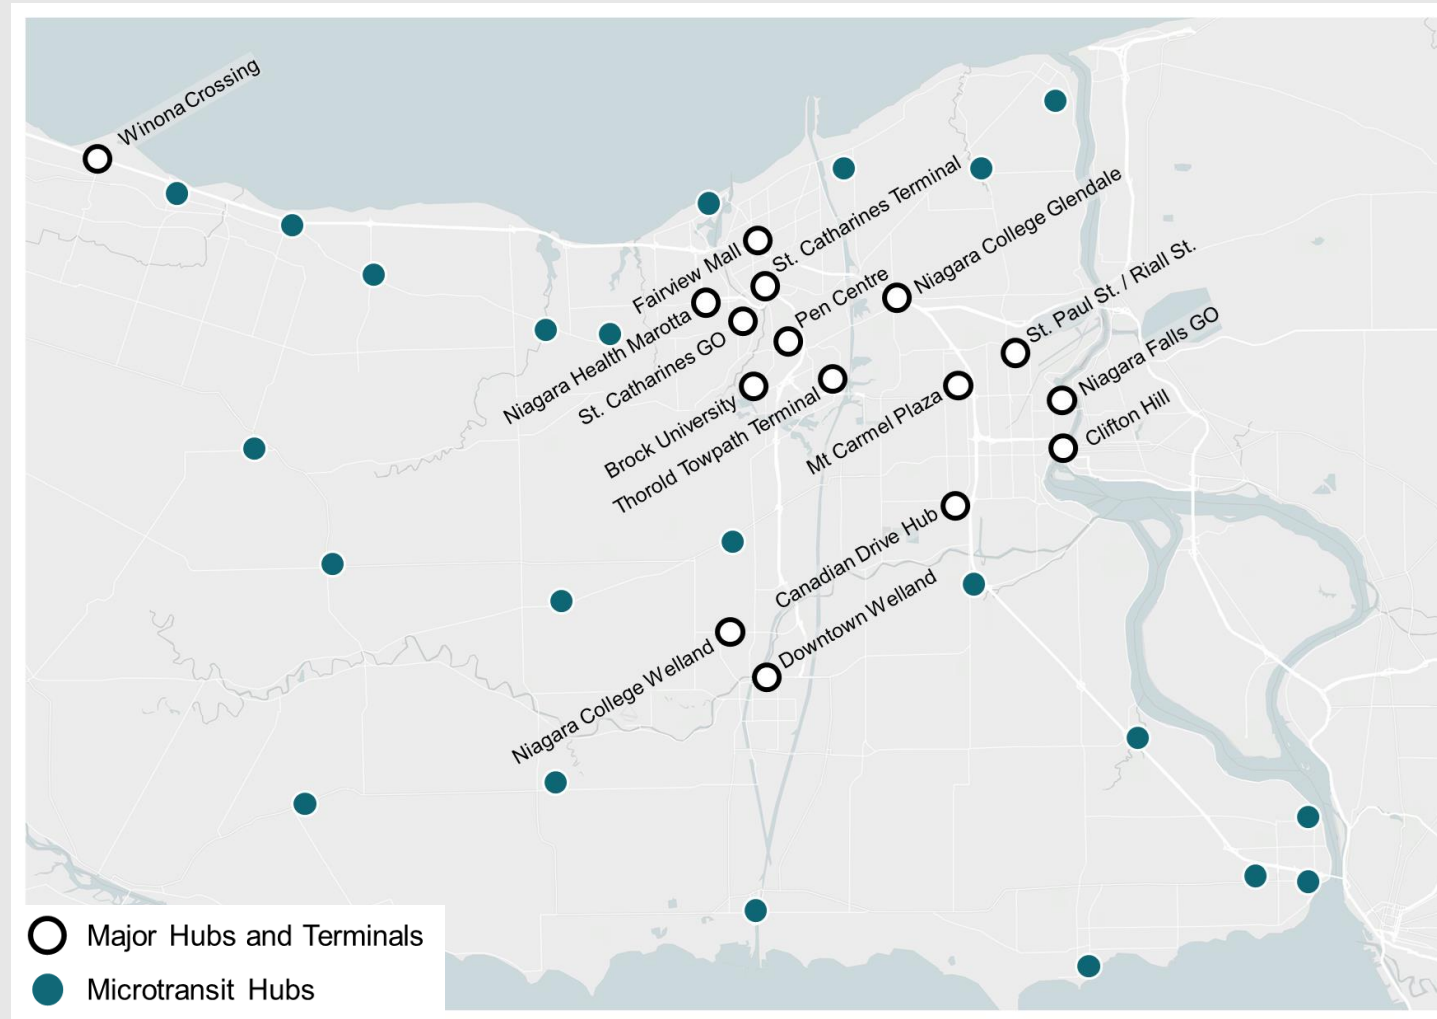 Winona Crossing
St. Catharines Terminal
Fairview Mall
Niagara College Glendale
Niagara Health Marotta
Pen Centre
St. Paul St. / Riall St.
St. Catharines GO
Niagara Falls GO
Brock University
Thorold Towpath Terminal
Mt Carmel Plaza
Clifton Hill
Canadian Drive Hub
Downtown Welland
Niagara College Welland
Major Hubs and Terminals
Microtransit Hubs